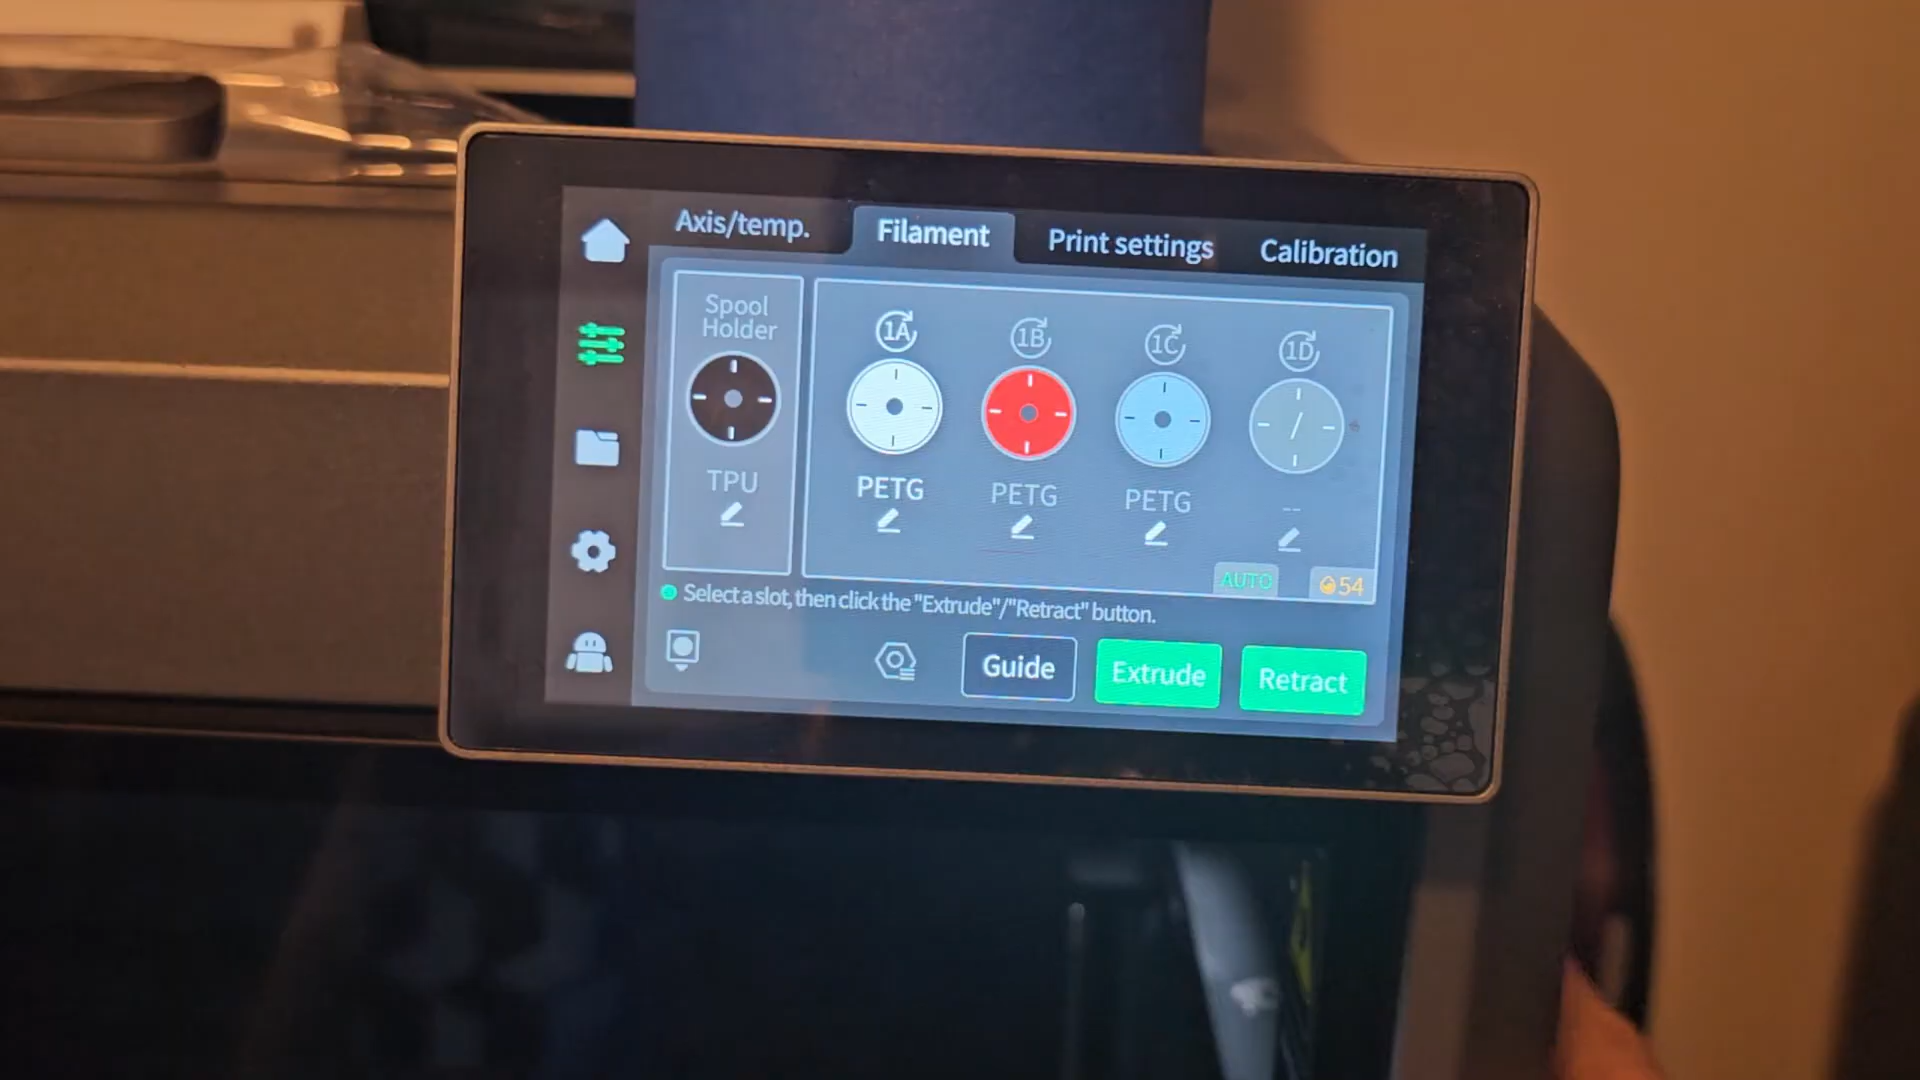 Axis/temp.
Filament
Print settings
Calibration
Spool
Holder
TPU
1A
PETG
1B
PETG
1C
PETG
1D
--
AUTO
54
Select a slot, then click the "Extrude"/"Retract" button.
Guide
Extrude
Retract